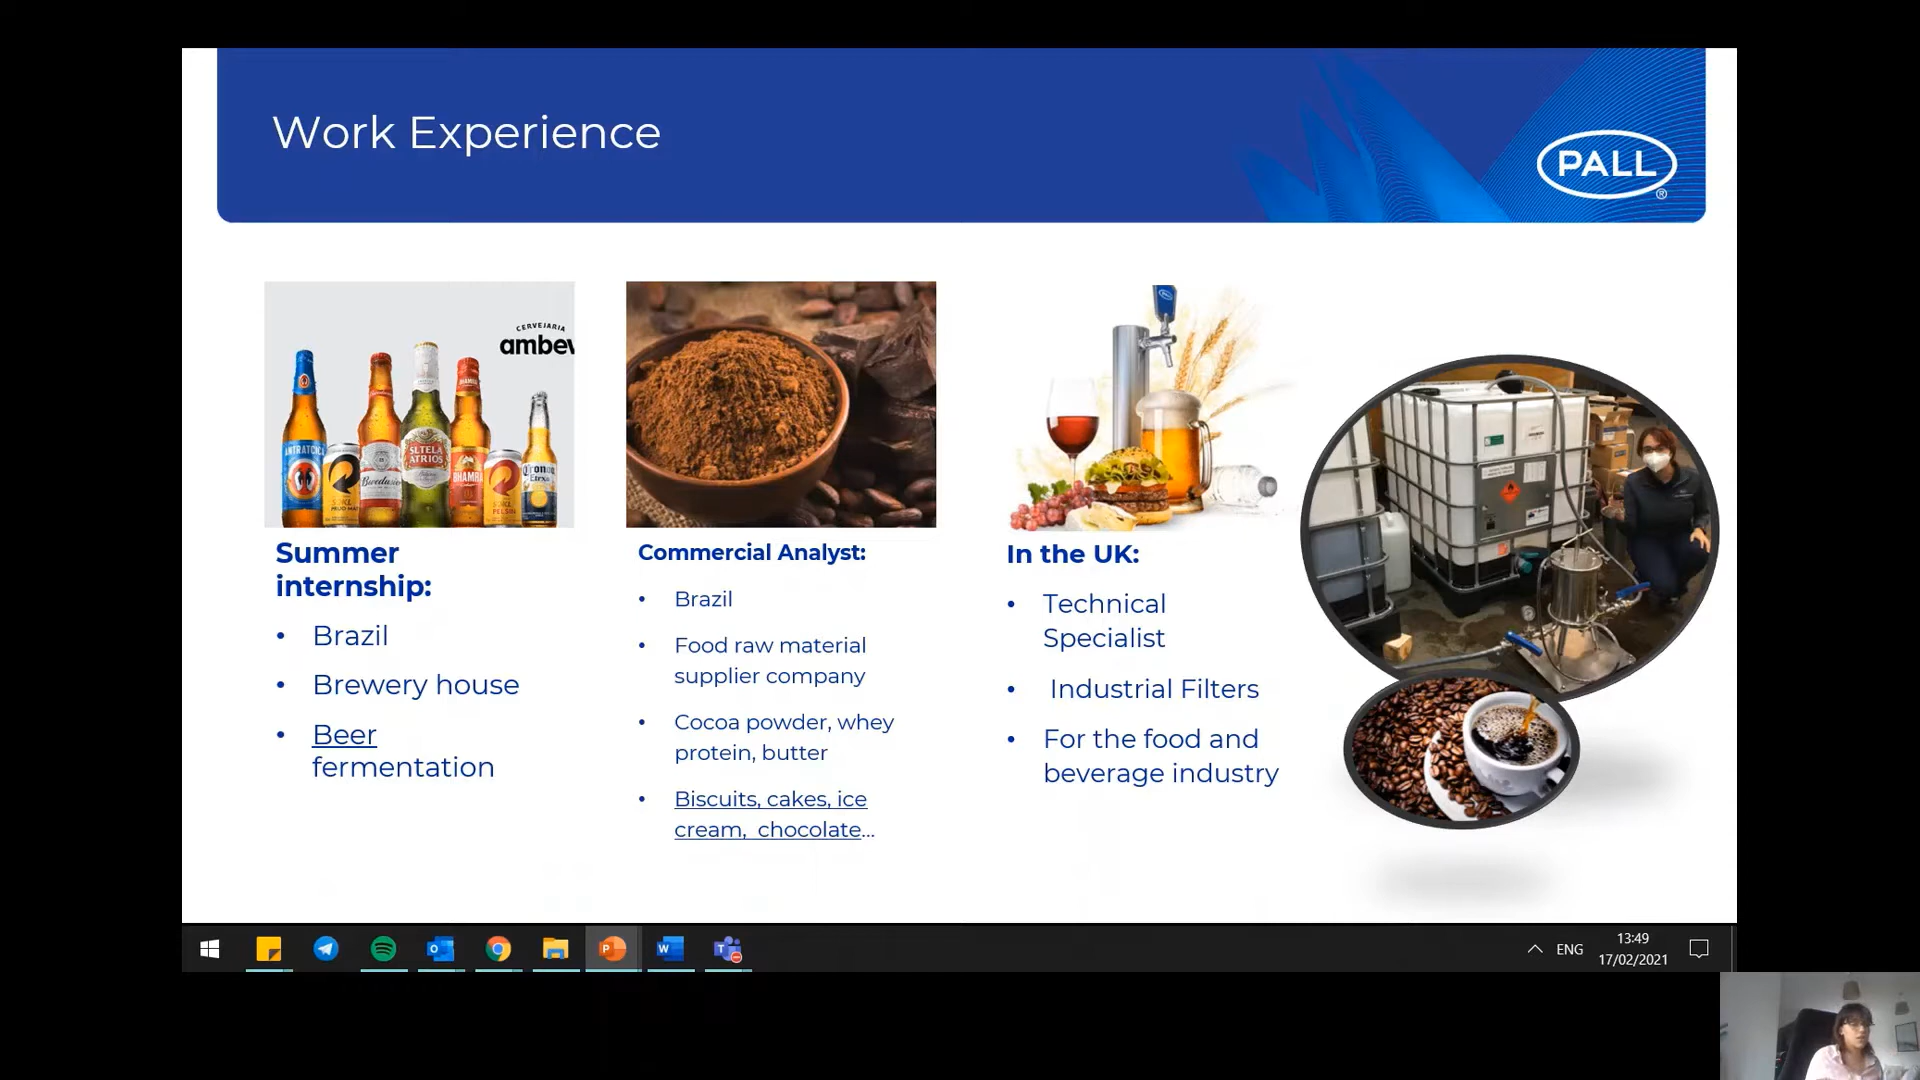 Work Experience
PALL
®
CERVEJARIA
ambev
Summer
internship:
• Brazil
• Brewery house
• Beer
fermentation
Commercial Analyst:
• Brazil
• Food raw material
supplier company
• Cocoa powder, whey
protein, butter
• Biscuits, cakes, ice
cream,  chocolate...
In the UK:
• Technical
Specialist
• Industrial Filters
• For the food and
beverage industry
ENG
13:49
17/02/2021